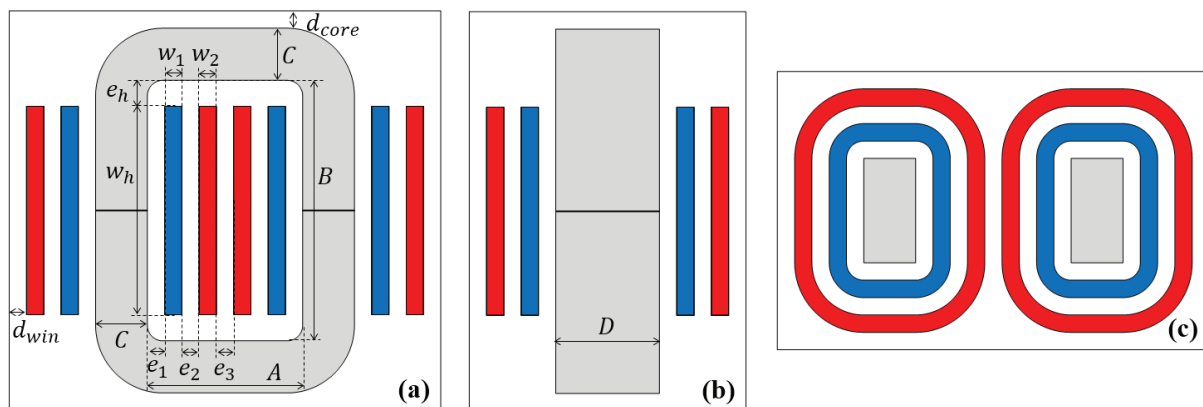 d_core
w_1 w_2 C
e_h
w_h
B
D
d_win
C
e_1 e_2 e_3 A
(a)
(b)
(c)